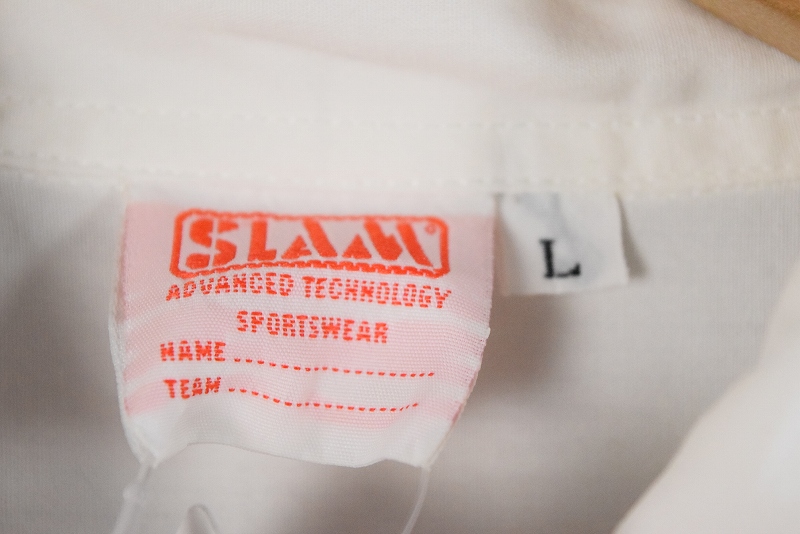 SLAM®
ADVANCED TECHNOLOGY
SPORTSWEAR
NAME....................
TEAM....................
L